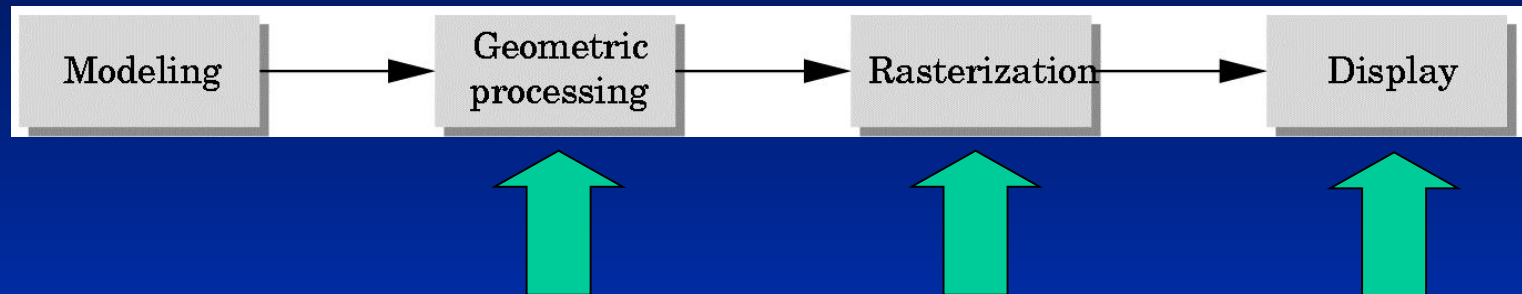 Modeling
Geometric
processing
Rasterization
Display